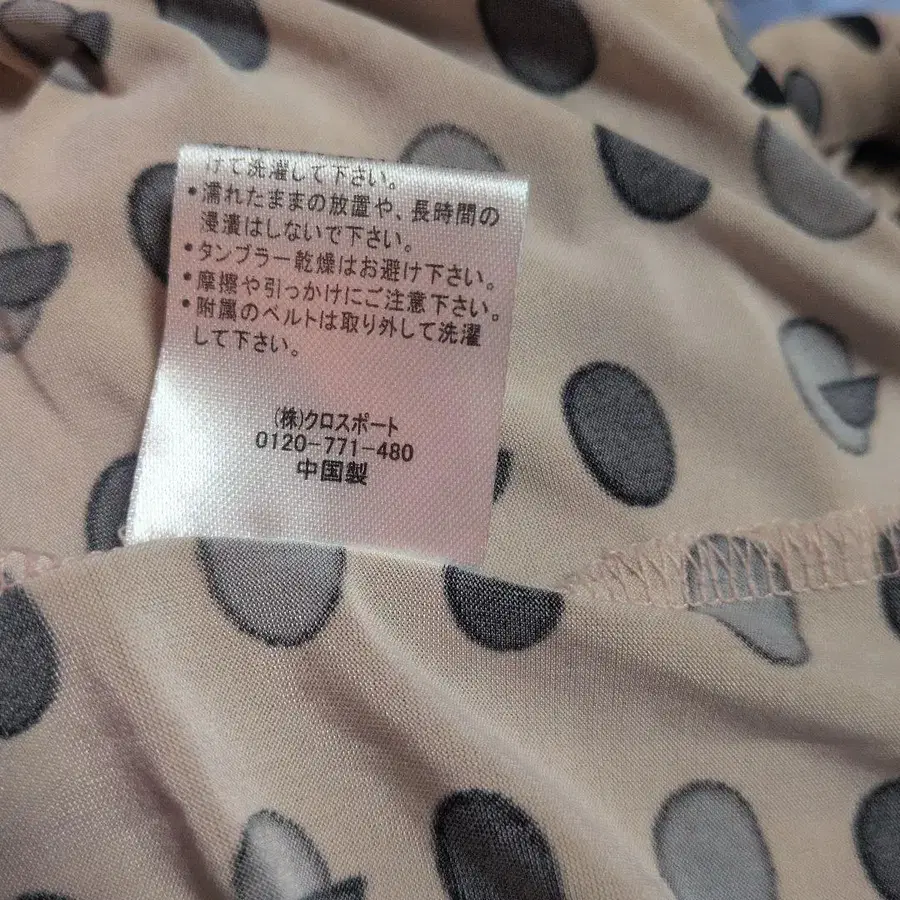 けて洗濯して下さい。
・濡れたままの放置や、長時間の
浸漬はしないで下さい。
・タンブラー乾燥はお避け下さい。
・摩擦や引っかけにご注意下さい。
・附属のベルトは取り外して洗濯
して下さい。
(株)クロスポート
0120-771-480
中国製